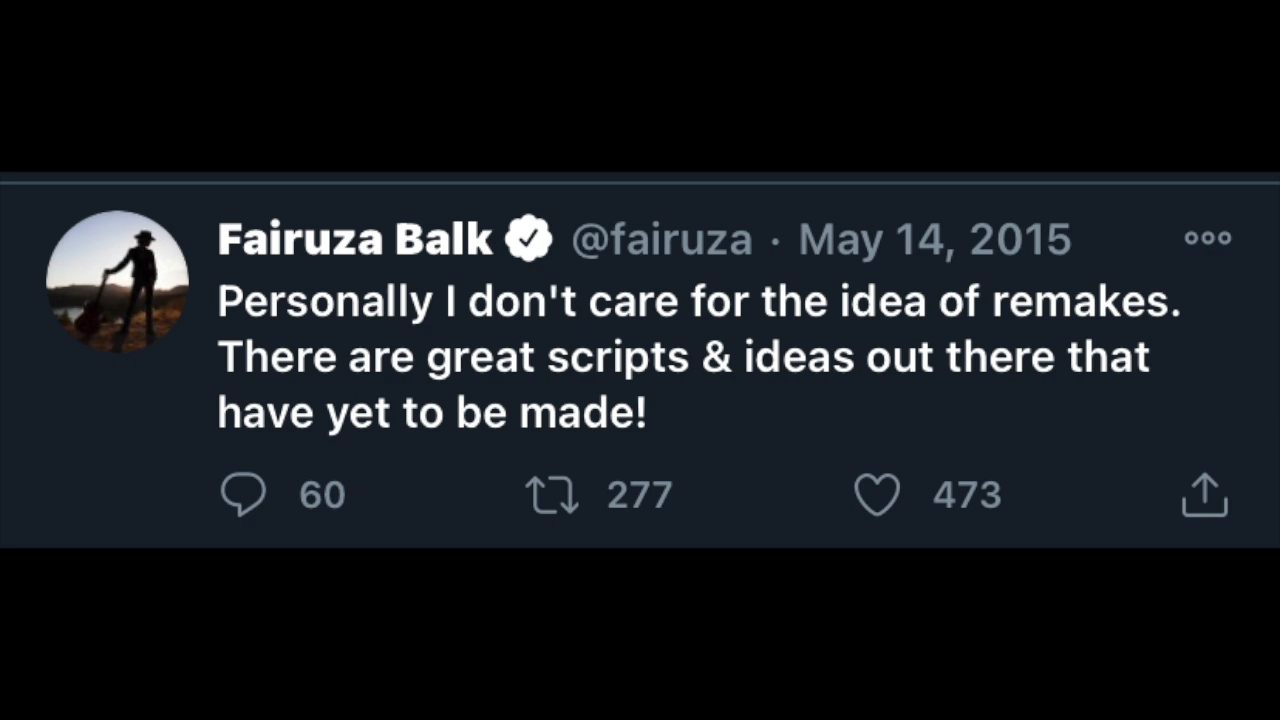 Fairuza Balk @fairuza · May 14, 2015
Personally I don't care for the idea of remakes.
There are great scripts & ideas out there that
have yet to be made!
60 277 473